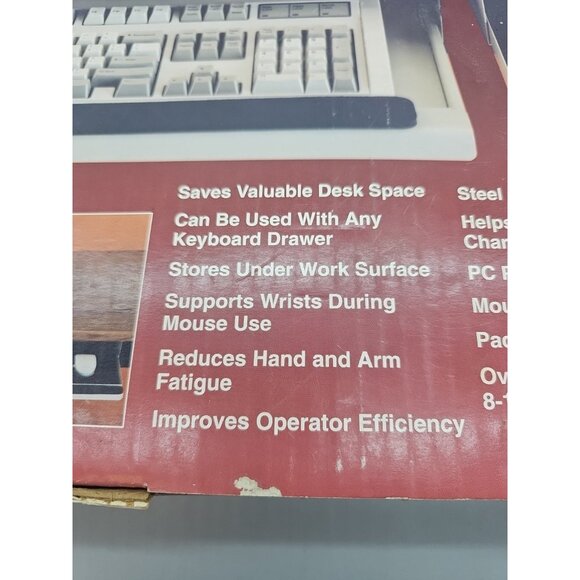 Saves Valuable Desk Space
Can Be Used With Any
Keyboard Drawer
Stores Under Work Surface
Supports Wrists During
Mouse Use
Reduces Hand and Arm
Fatigue
Improves Operator Efficiency
Steel
Helps
Char
PC
Mou
Pac
Ov
8-1